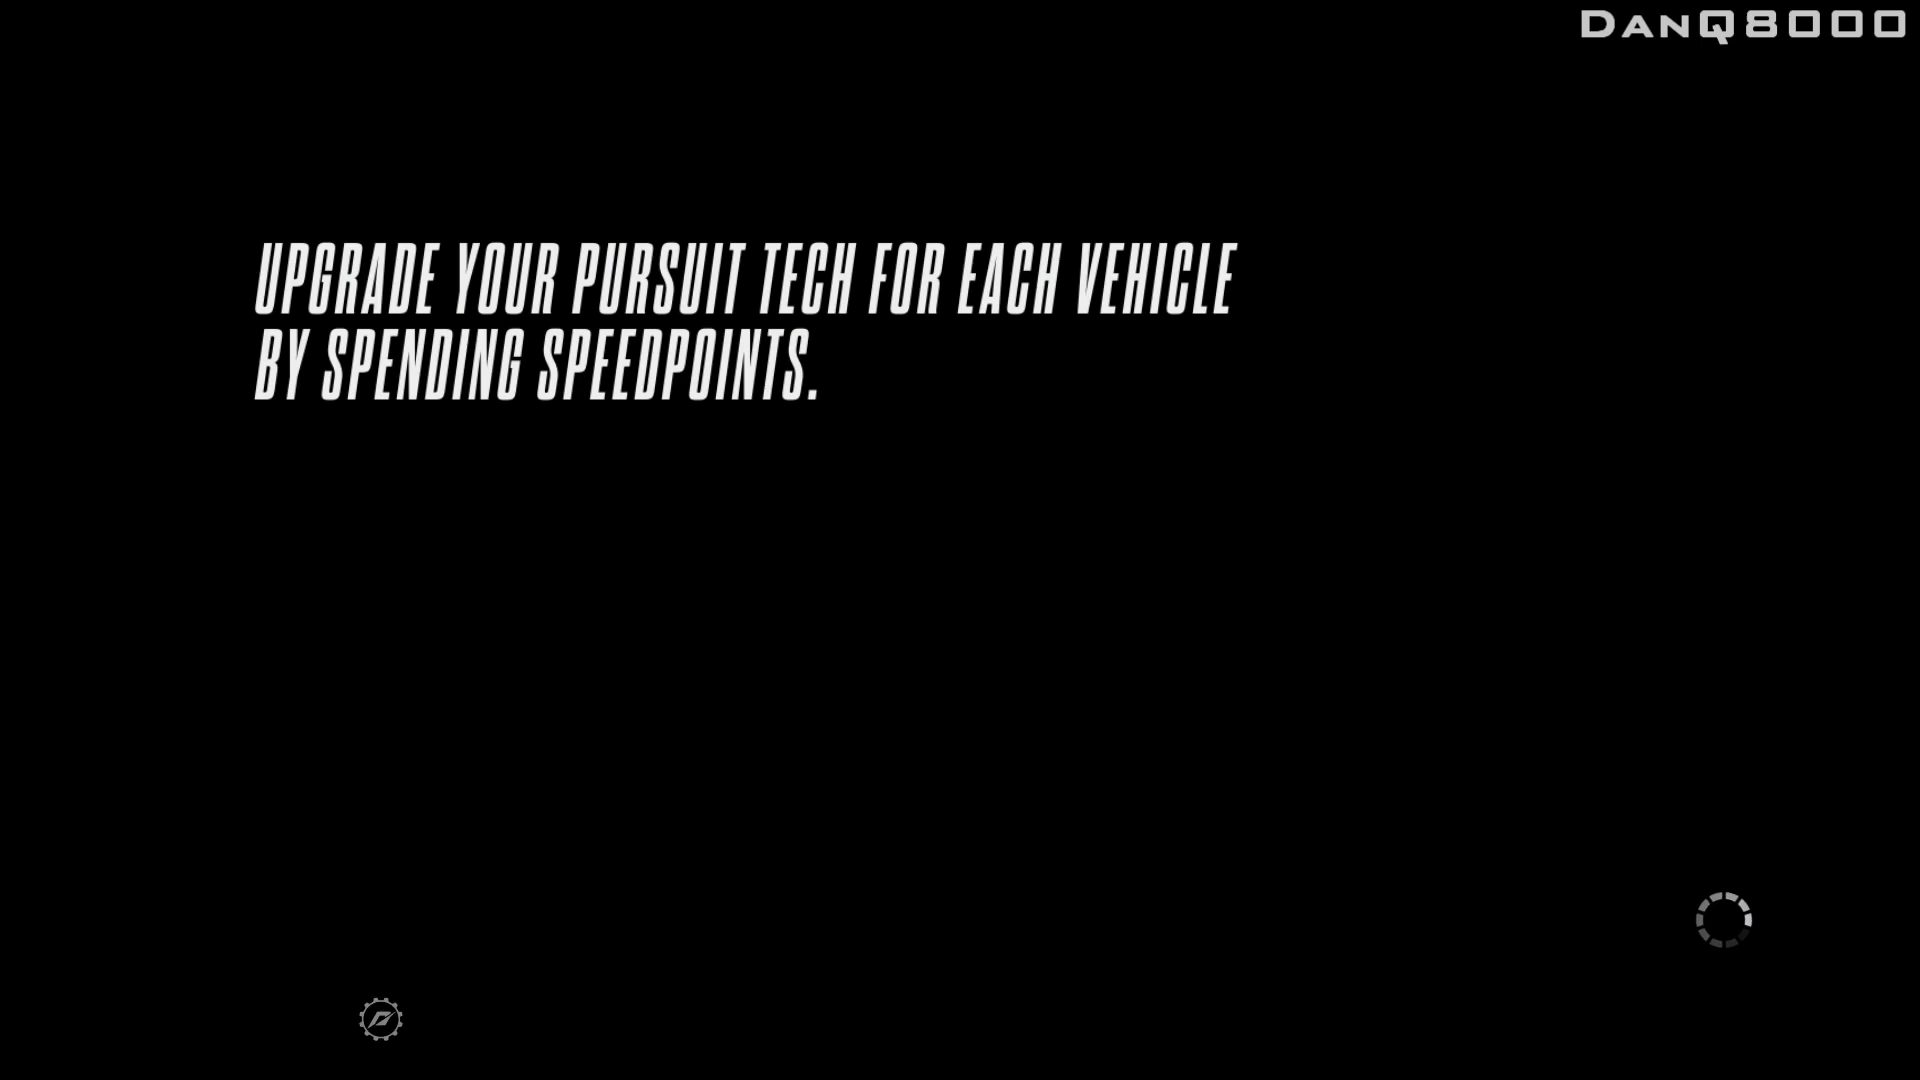 DanQ8000
UPGRADE YOUR PURSUIT TECH FOR EACH VEHICLE
BY SPENDING SPEEDPOINTS.